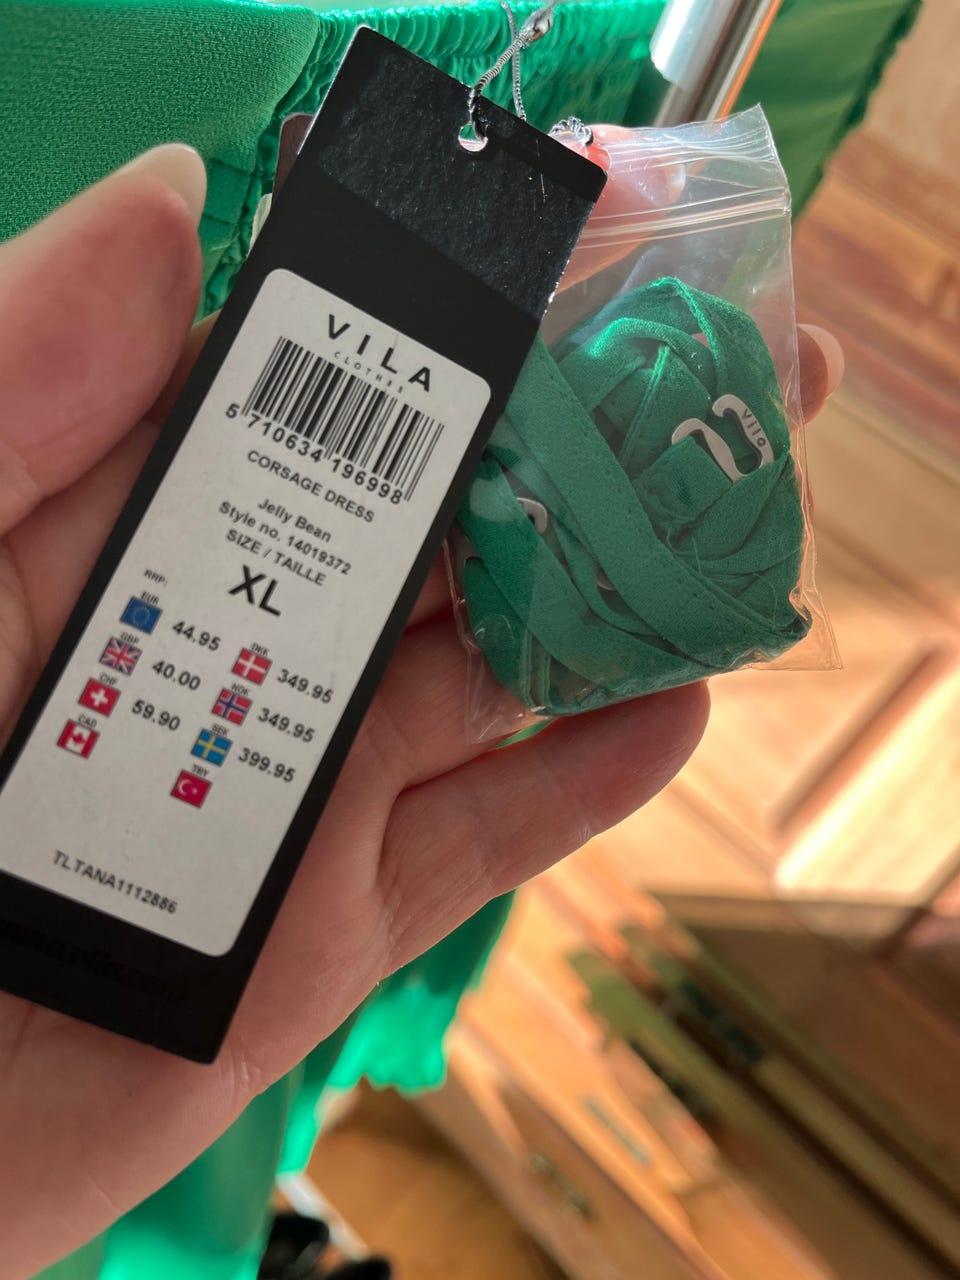 VILA
CLOTHES
5 710634 196998
CORSAGE DRESS
Jelly Bean
Style no. 14019372
SIZE / TAILLE
XL
RRP:
EUR 44.95
DKK 349.95
GBP 40.00
NOK 349.95
CHF 59.90
SEK 399.95
CAD
TRY
TLTANA1112886
vila